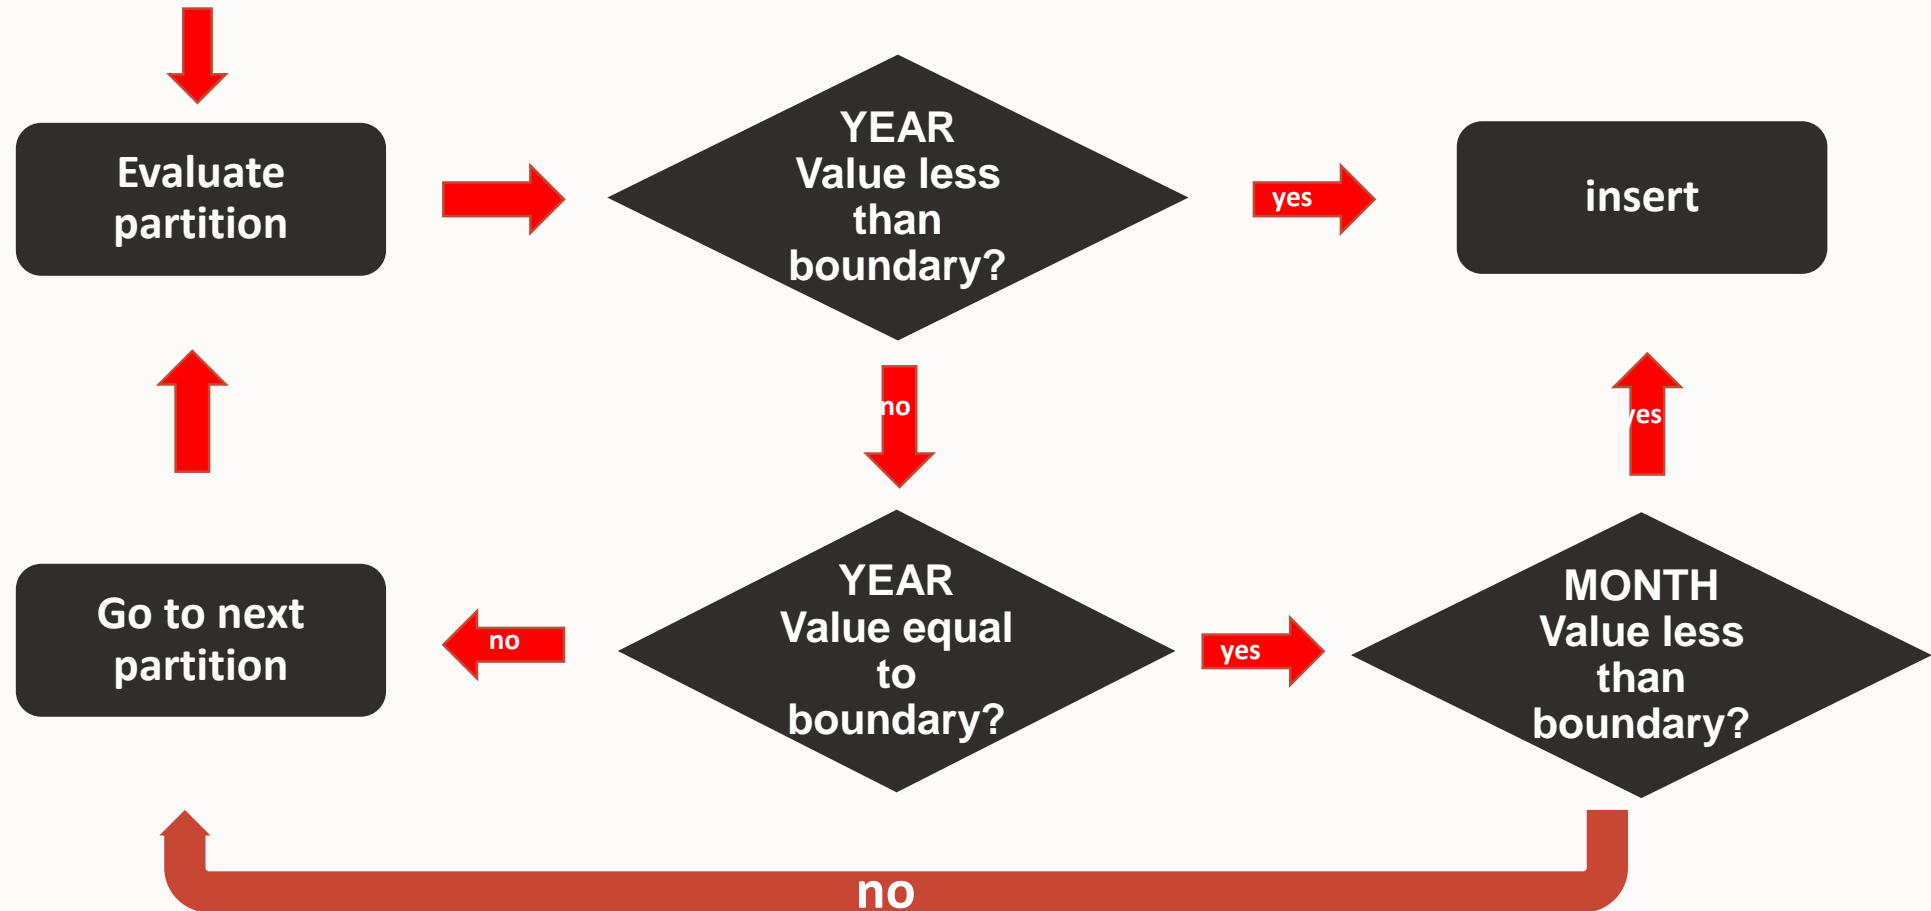 Evaluate
partition
YEAR
Value less
than
boundary?
yes
insert
no
yes
Go to next
partition
no
YEAR
Value equal
to
boundary?
yes
MONTH
Value less
than
boundary?
no